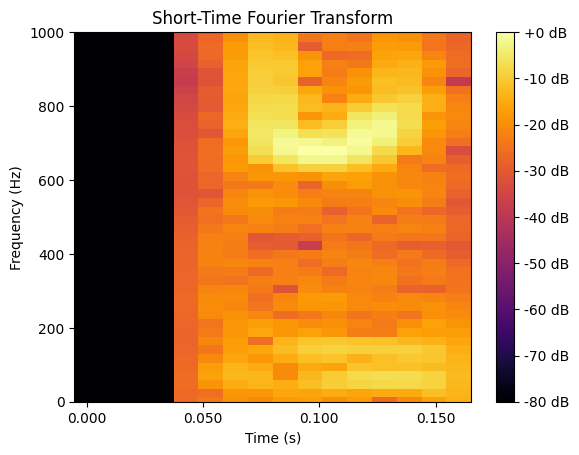 Short-Time Fourier Transform
Frequency (Hz)
1000
800
600
400
200
0
0.000
0.050
0.100
0.150
Time (s)
+0 dB
-10 dB
-20 dB
-30 dB
-40 dB
-50 dB
-60 dB
-70 dB
-80 dB